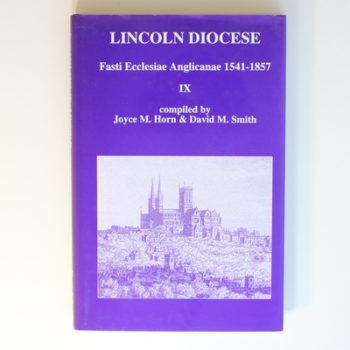 LINCOLN DIOCESE
Fasti Ecclesiae Anglicanae 1541-1857
IX
compiled by
Joyce M. Horn & David M. Smith